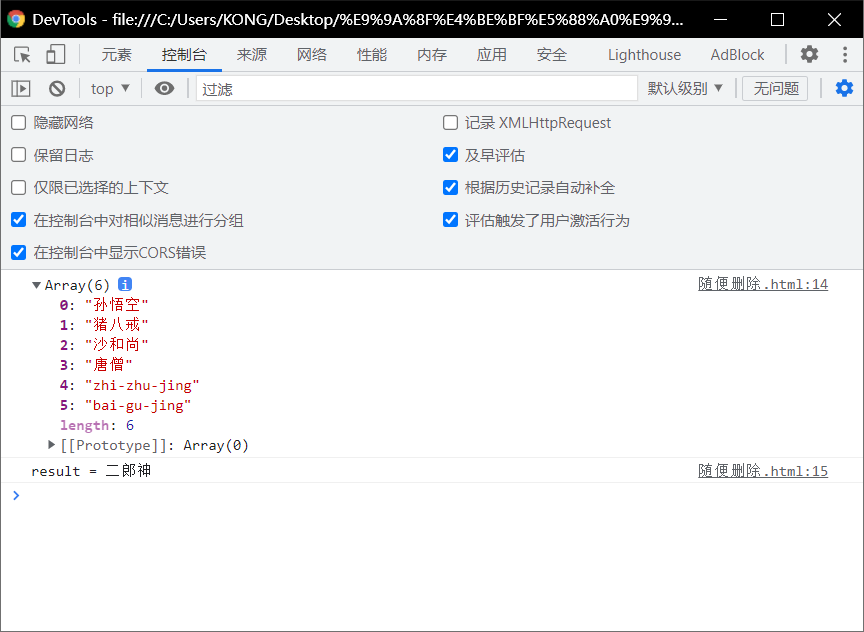 DevTools - file:///C:/Users/KONG/Desktop/%E9%9A%8F%E4%BE%BF%E5%88%A0%E9%9...
元素 控制台 来源 网络 性能 内存 应用 安全 Lighthouse AdBlock
top ▼ 过滤 默认级别 ▼ 无问题
隐藏网络 记录 XMLHttpRequest
保留日志 及早评估
仅限已选择的上下文 根据历史记录自动补全
在控制台中对相似消息进行分组 评估触发了用户激活行为
在控制台中显示CORS错误
▼Array(6) i 随便删除.html:14
0: "孙悟空"
1: "猪八戒"
2: "沙和尚"
3: "唐僧"
4: "zhi-zhu-jing"
5: "bai-gu-jing"
length: 6
▶[[Prototype]]: Array(0)
result = 二郎神 随便删除.html:15
>